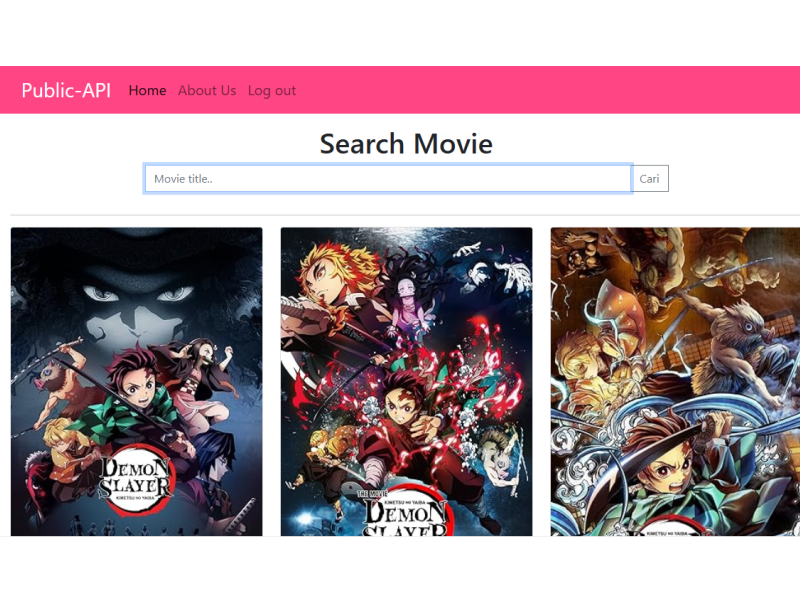 Public-API Home About Us Log out
Search Movie
Movie title.. Cari
DEMON
SLAYER
KIMETSU NO YAIBA
THE MOVIE
KIMETSU NO YAIBA
DEMON
SLAYER
KIMETSU NO YAIBA